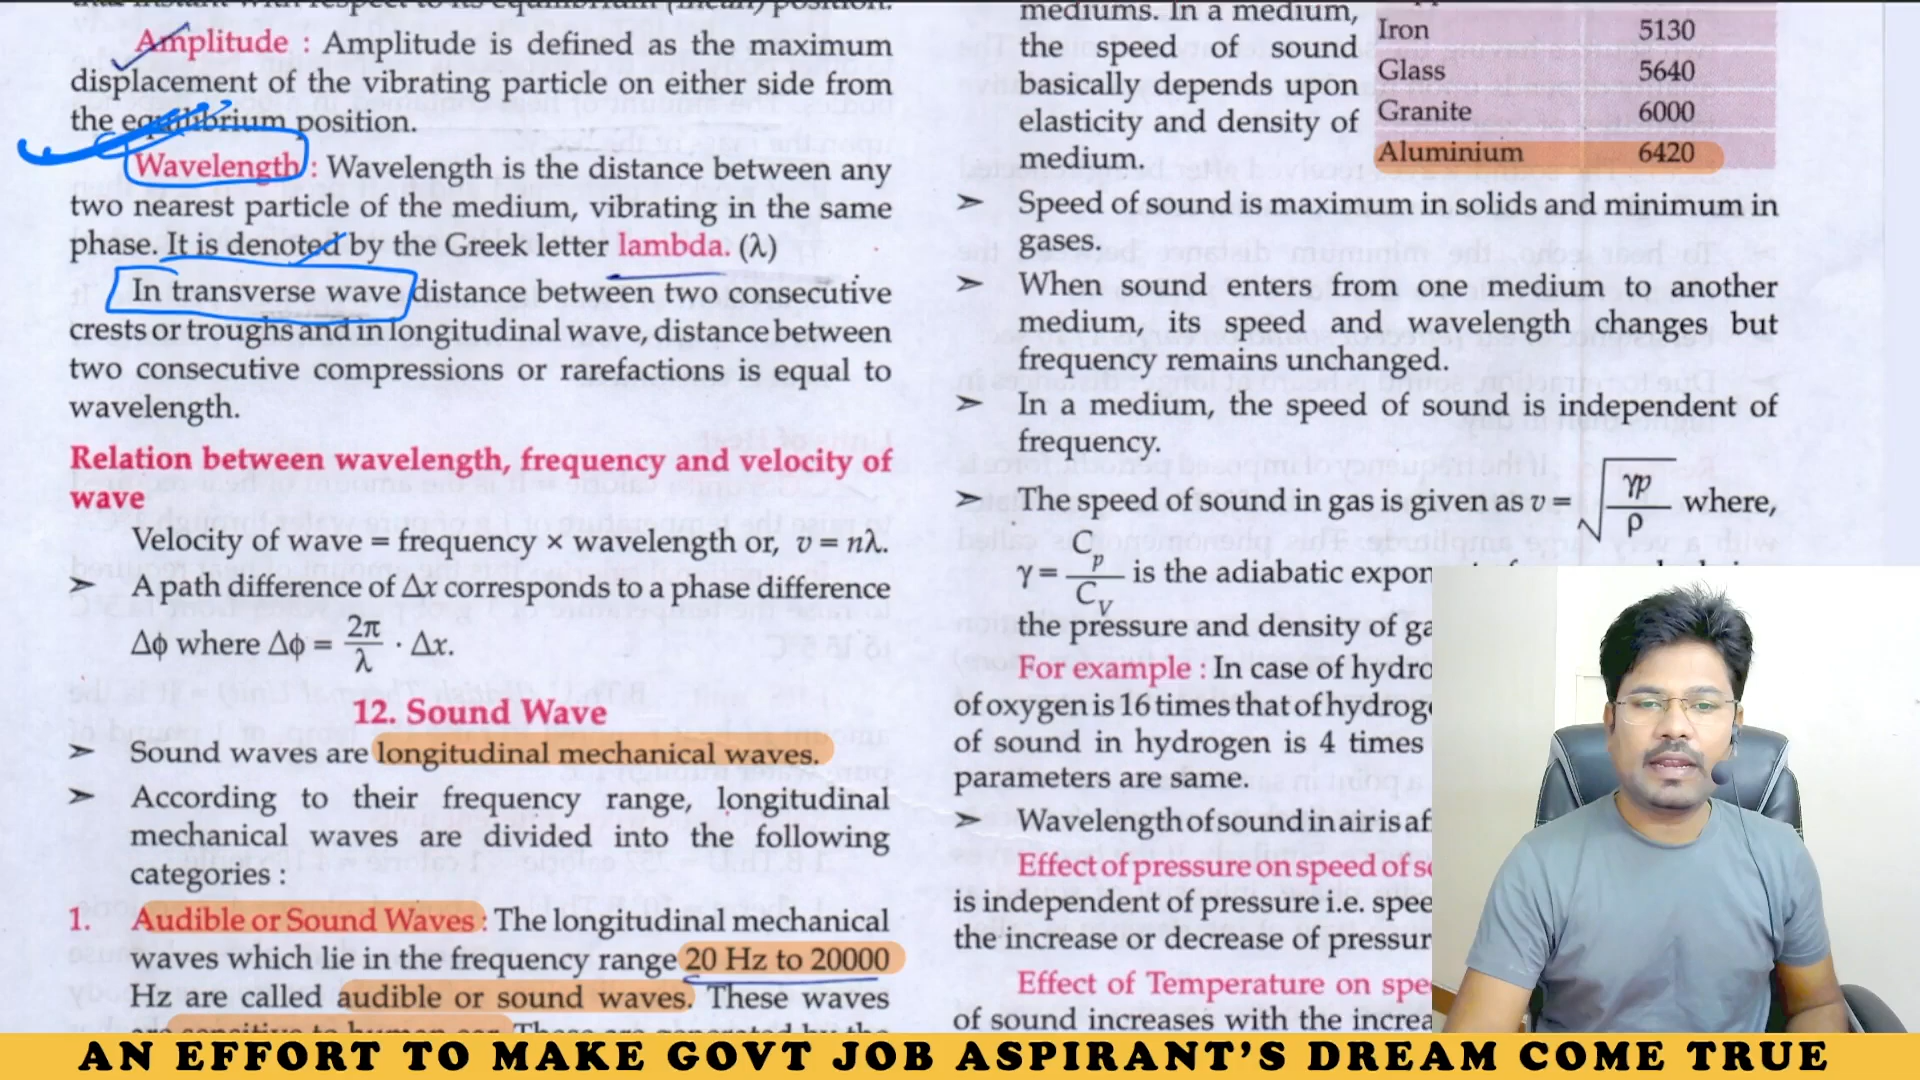 Amplitude : Amplitude is defined as the maximum
displacement of the vibrating particle on either side from
the equilibrium position.
Wavelength : Wavelength is the distance between any
two nearest particle of the medium, vibrating in the same
phase. It is denoted by the Greek letter lambda. (λ)
In transverse wave distance between two consecutive
crests or troughs and in longitudinal wave, distance between
two consecutive compressions or rarefactions is equal to
wavelength.
Relation between wavelength, frequency and velocity of
wave
Velocity of wave = frequency × wavelength or, v = nλ.
➢ A path difference of Δx corresponds to a phase difference
Δϕ where Δϕ = 2π/λ · Δx.
12. Sound Wave
➢ Sound waves are longitudinal mechanical waves.
➢ According to their frequency range, longitudinal
mechanical waves are divided into the following
categories :
1. Audible or Sound Waves : The longitudinal mechanical
waves which lie in the frequency range 20 Hz to 20000
Hz are called audible or sound waves. These waves
are sensitive to human ear. These are generated by the
mediums. In a medium,
the speed of sound
basically depends upon
elasticity and density of
medium.
Iron 5130
Glass 5640
Granite 6000
Aluminium 6420
➢ Speed of sound is maximum in solids and minimum in
gases.
➢ When sound enters from one medium to another
medium, its speed and wavelength changes but
frequency remains unchanged.
➢ In a medium, the speed of sound is independent of
frequency.
➢ The speed of sound in gas is given as v = √(γp/ρ) where,
γ = Cp/CV is the adiabatic expon
the pressure and density of ga
For example : In case of hydro
of oxygen is 16 times that of hydrog
of sound in hydrogen is 4 times
parameters are same.
➢ Wavelength of sound in air is af
Effect of pressure on speed of so
is independent of pressure i.e. spee
the increase or decrease of pressur
Effect of Temperature on spe
of sound increases with the increa
AN EFFORT TO MAKE GOVT JOB ASPIRANT'S DREAM COME TRUE